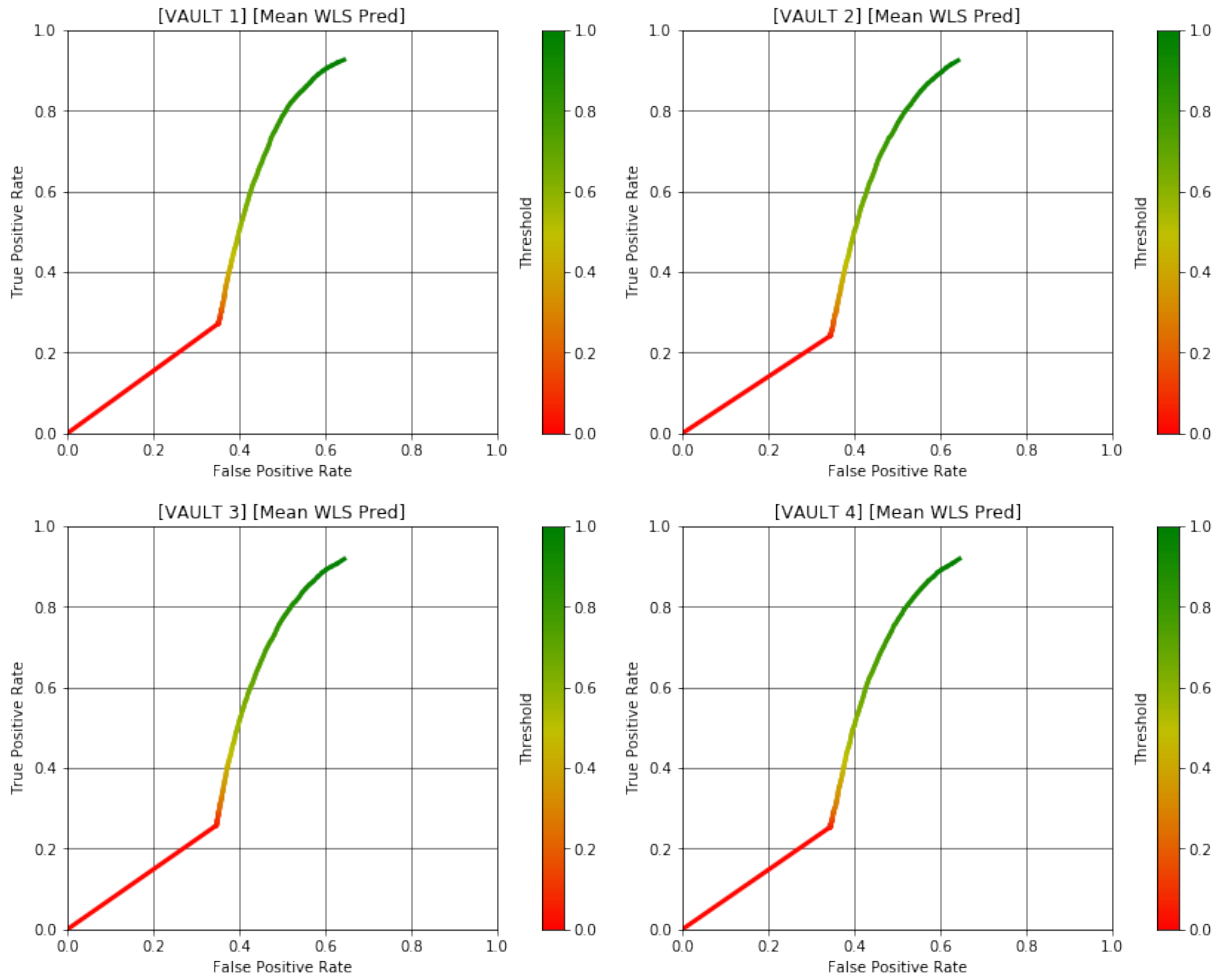 [VAULT 1] [Mean WLS Pred]
1.0
0.8
0.6
0.4
0.2
0.0
True Positive Rate
0.0 0.2 0.4 0.6 0.8 1.0
False Positive Rate
1.0
0.8
0.6
0.4
0.2
0.0
Threshold
[VAULT 2] [Mean WLS Pred]
1.0
0.8
0.6
0.4
0.2
0.0
True Positive Rate
0.0 0.2 0.4 0.6 0.8 1.0
False Positive Rate
1.0
0.8
0.6
0.4
0.2
0.0
Threshold
[VAULT 3] [Mean WLS Pred]
1.0
0.8
0.6
0.4
0.2
0.0
True Positive Rate
0.0 0.2 0.4 0.6 0.8 1.0
False Positive Rate
1.0
0.8
0.6
0.4
0.2
0.0
Threshold
[VAULT 4] [Mean WLS Pred]
1.0
0.8
0.6
0.4
0.2
0.0
True Positive Rate
0.0 0.2 0.4 0.6 0.8 1.0
False Positive Rate
1.0
0.8
0.6
0.4
0.2
0.0
Threshold